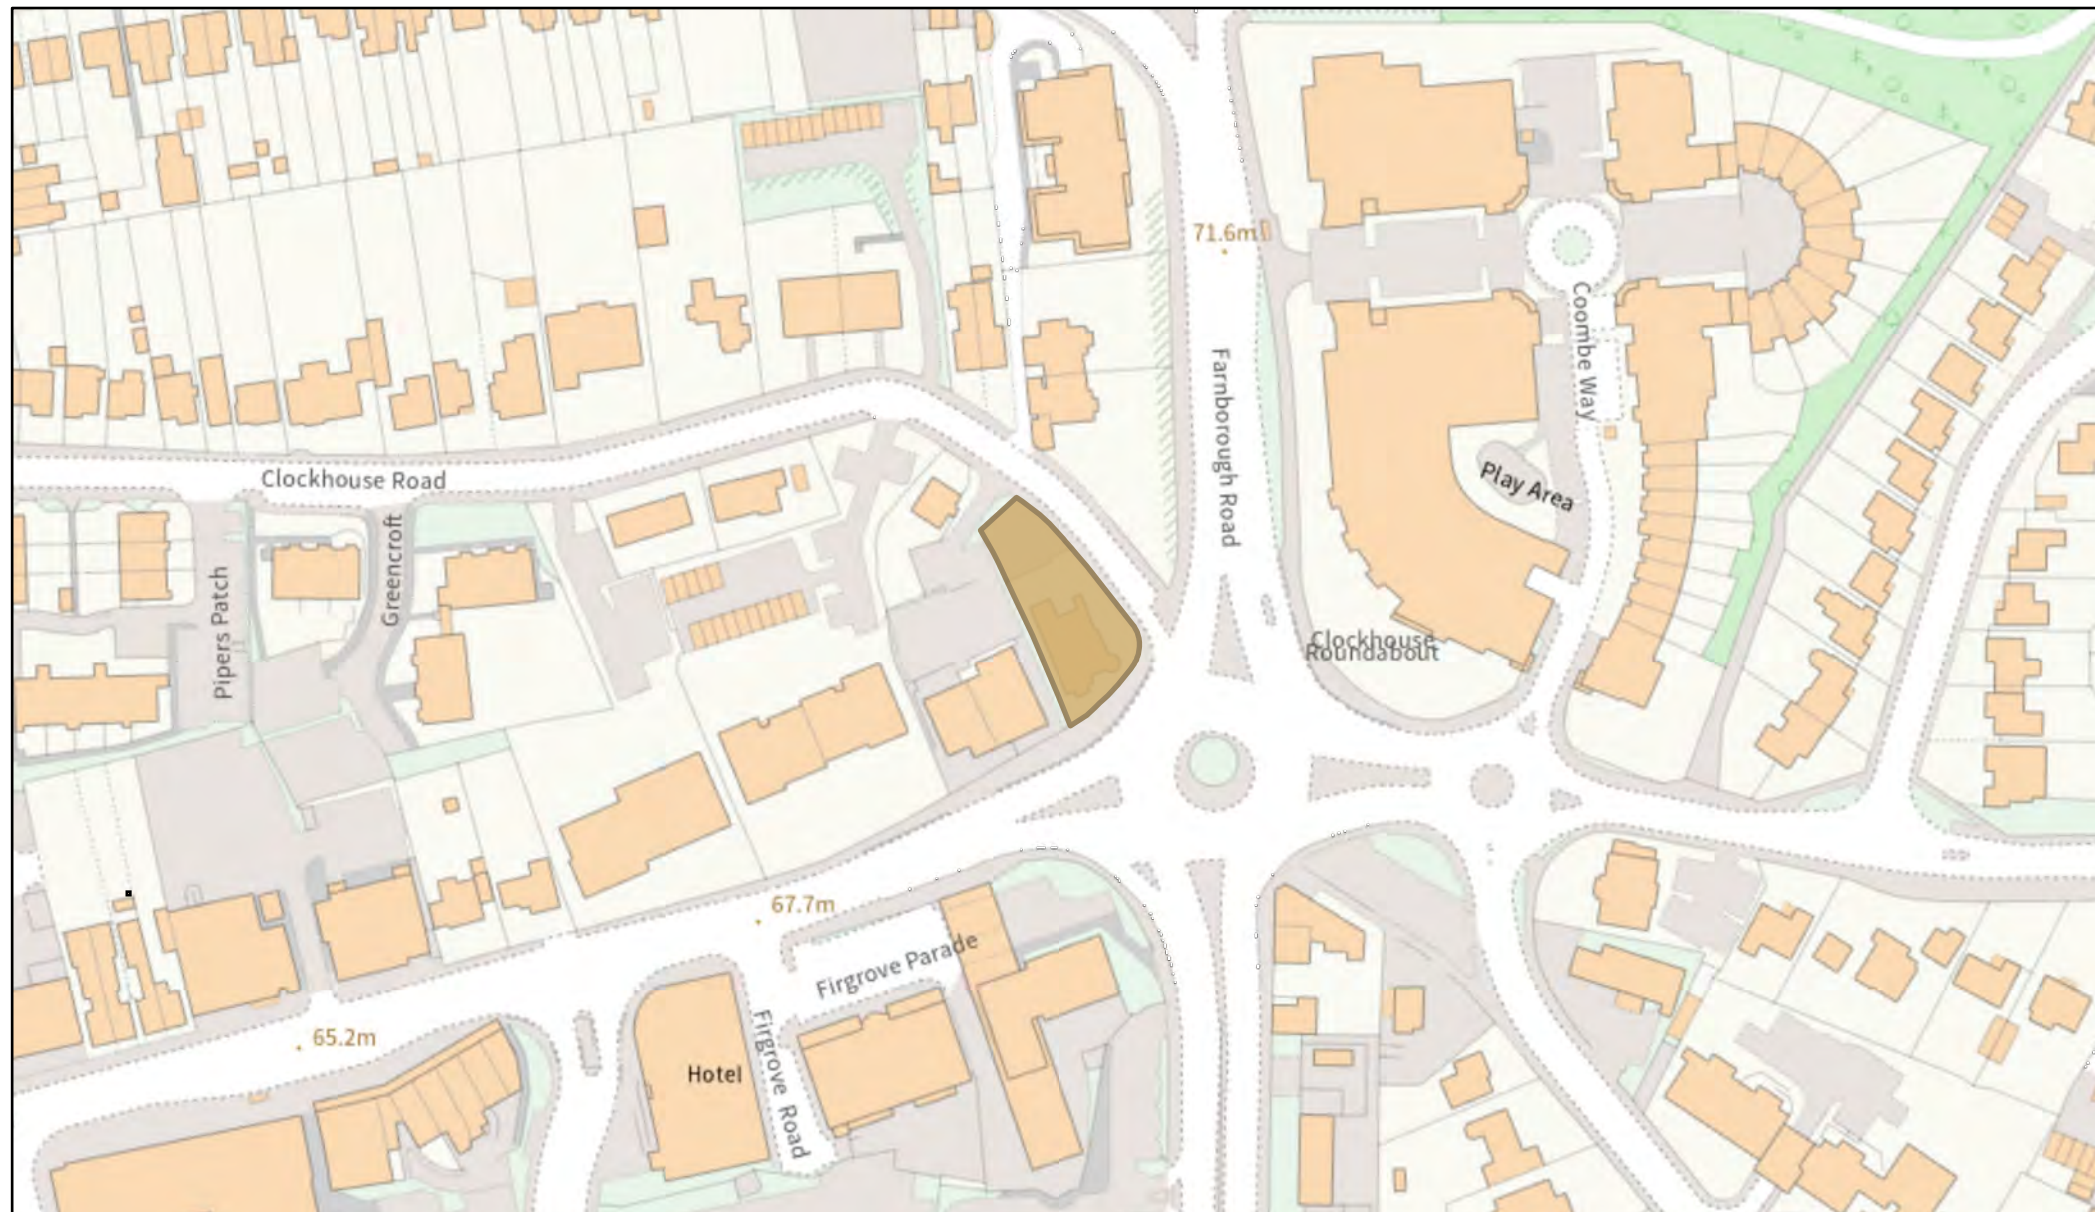 71.6m
Coombe Way
Farnborough Road
Clockhouse Road
Play Area
Greencroft
Pipers Patch
Clockhouse
Roundabout
67.7m
Firgrove Parade
65.2m
Hotel
Firgrove Road